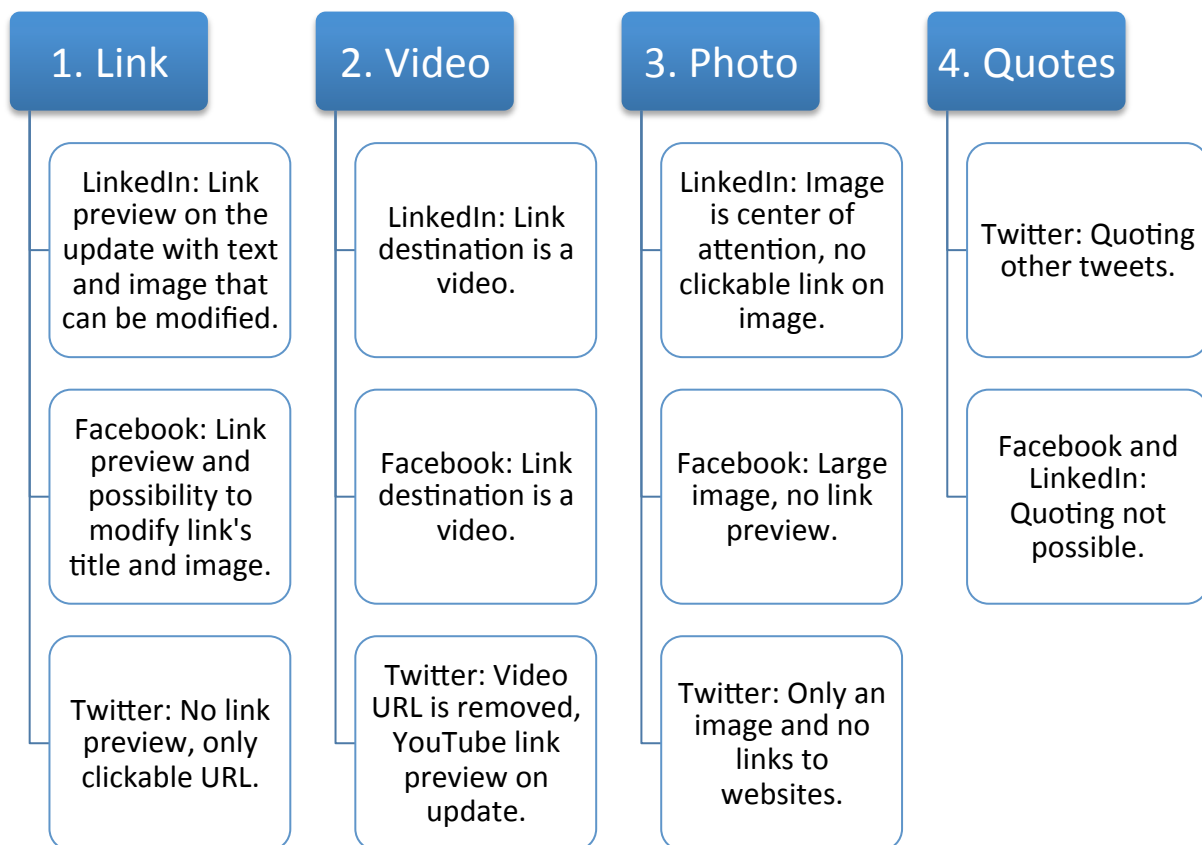 1. Link
LinkedIn: Link
preview on the
update with text
and image that
can be modified.
Facebook: Link
preview and
possibility to
modify link's
title and image.
Twitter: No link
preview, only
clickable URL.
2. Video
LinkedIn: Link
destination is a
video.
Facebook: Link
destination is a
video.
Twitter: Video
URL is removed,
YouTube link
preview on
update.
3. Photo
LinkedIn: Image
is center of
attention, no
clickable link on
image.
Facebook: Large
image, no link
preview.
Twitter: Only an
image and no
links to
websites.
4. Quotes
Twitter: Quoting
other tweets.
Facebook and
LinkedIn:
Quoting not
possible.